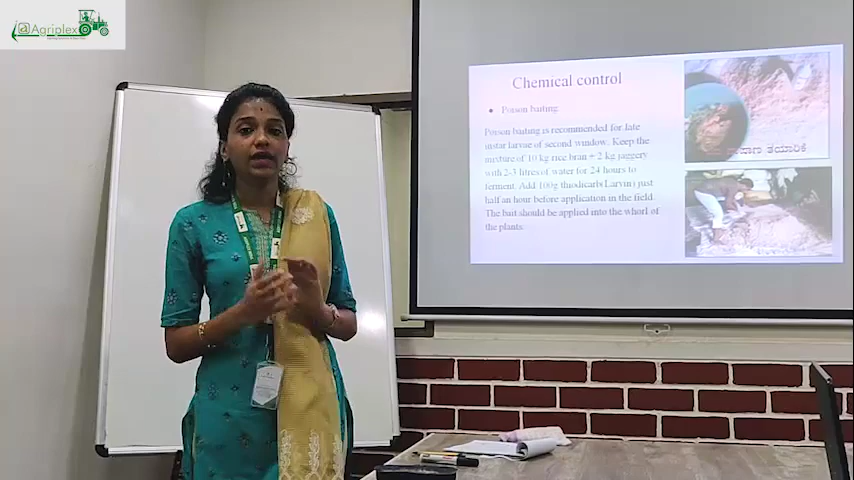 @Agriplex
Chemical control
• Poison baiting:
Poison baiting is recommended for late
instar larvae of second window. Keep the
mixture of 10 kg rice bran + 2 kg jaggery
with 2-3 litres of water for 24 hours to
ferment. Add 100g thiodicarb(Larvin) just
half an hour before application in the field.
The bait should be applied into the whorl of
the plants.
ತಯಾರಿಕೆ